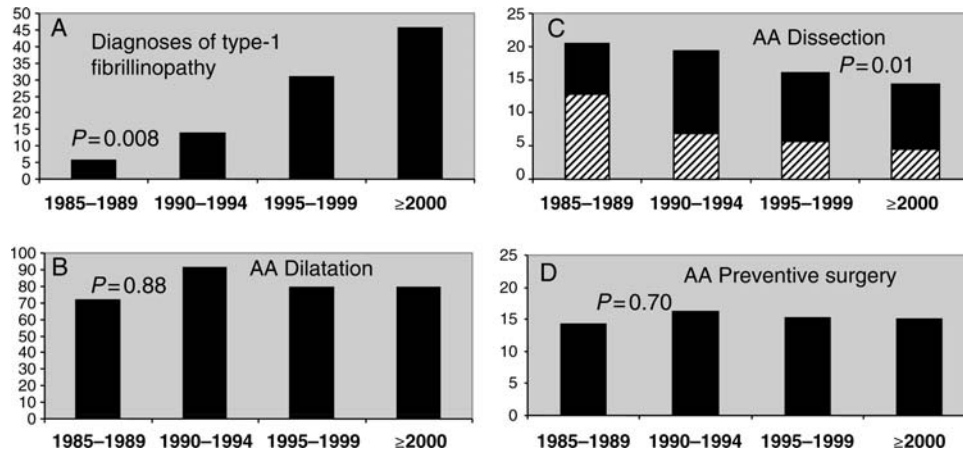 A
Diagnoses of type-1
fibrillinopathy
P=0.008
50
45
40
35
30
25
20
15
10
5
0
1985–1989 1990–1994 1995–1999 ≥2000
C
AA Dissection
P=0.01
25
20
15
10
5
0
1985–1989 1990–1994 1995–1999 ≥2000
B
AA Dilatation
P=0.88
100
90
80
70
60
50
40
30
20
10
0
1985–1989 1990–1994 1995–1999 ≥2000
D
AA Preventive surgery
P=0.70
25
20
15
10
5
0
1985–1989 1990–1994 1995–1999 ≥2000